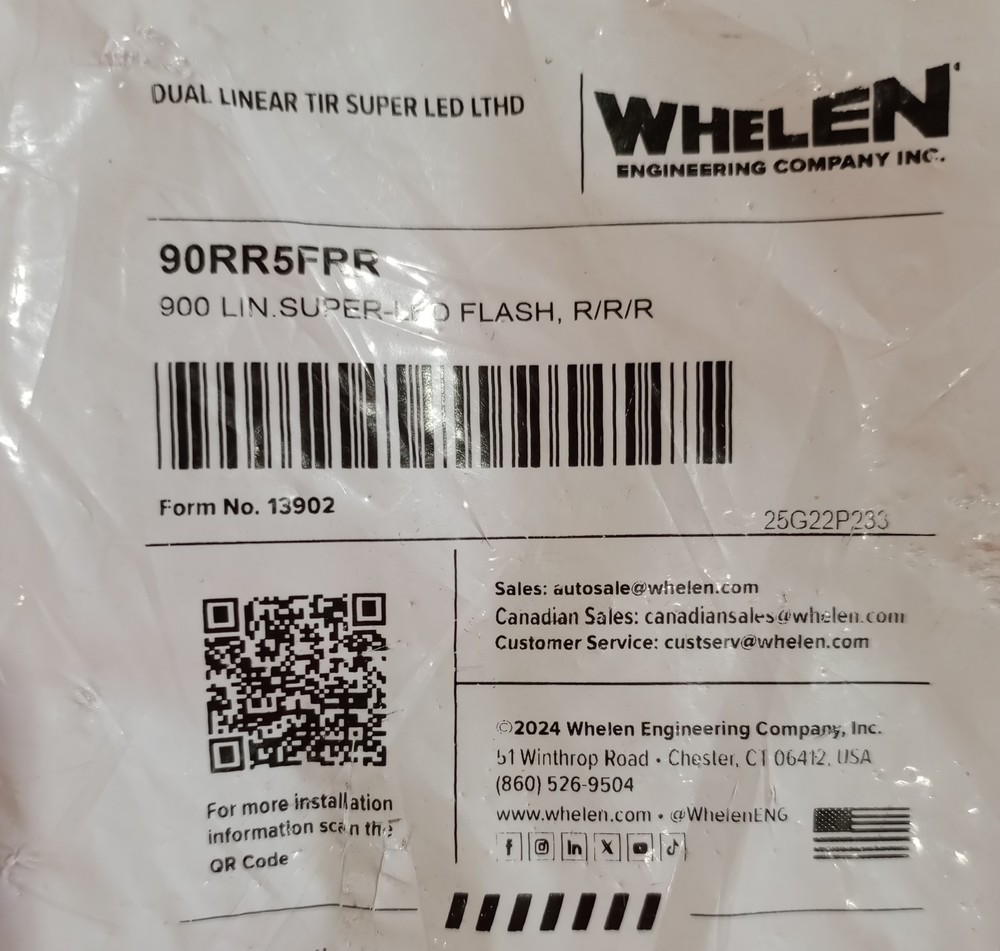 DUAL LINEAR TIR SUPER LED LTHD
WHELEN
ENGINEERING COMPANY INC.
90RR5FRR
900 LIN.SUPER-LED FLASH, R/R/R
Form No. 13902
25G22P233
Sales: autosale@whelen.com
Canadian Sales: canadiansales@whelen.com
Customer Service: custserv@whelen.com
©2024 Whelen Engineering Company, Inc.
51 Winthrop Road • Chester, CT 06412, USA
(860) 526-9504
www.whelen.com • @WhelenENG
For more installation
information scan the
QR Code